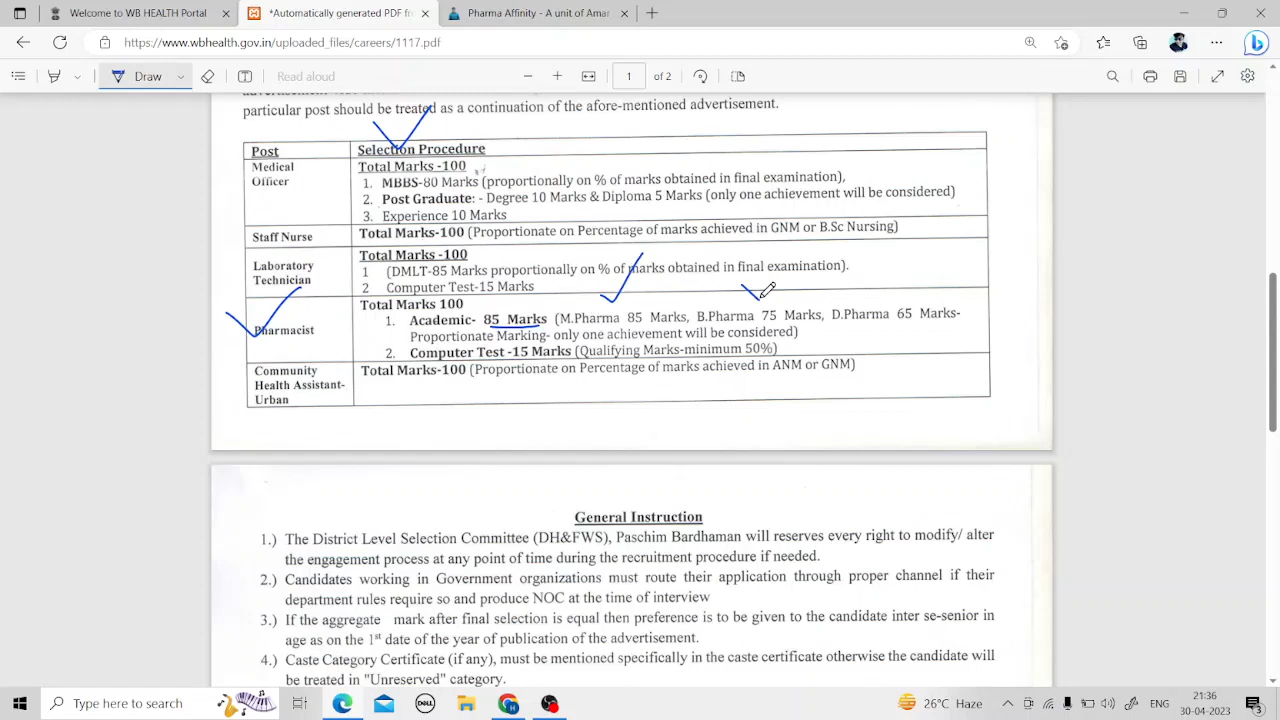 Welcome to WB HEALTH Portal
*Automatically generated PDF fro
Pharma Affinity - A unit of Amar
https://www.wbhealth.gov.in/uploaded_files/careers/1117.pdf
Draw
Read aloud
1 of 2
particular post should be treated as a continuation of the afore-mentioned advertisement.
Post Selection Procedure
Medical Officer
Total Marks -100
1. MBBS-80 Marks (proportionally on % of marks obtained in final examination),
2. Post Graduate: - Degree 10 Marks & Diploma 5 Marks (only one achievement will be considered)
3. Experience 10 Marks
Staff Nurse Total Marks-100 (Proportionate on Percentage of marks achieved in GNM or B.Sc Nursing)
Laboratory Technician
Total Marks -100
1 (DMLT-85 Marks proportionally on % of marks obtained in final examination).
2 Computer Test-15 Marks
Pharmacist
Total Marks 100
1. Academic- 85 Marks (M.Pharma 85 Marks, B.Pharma 75 Marks, D.Pharma 65 Marks-
Proportionate Marking- only one achievement will be considered)
2. Computer Test -15 Marks (Qualifying Marks-minimum 50%)
Community
Health Assistant-
Urban
Total Marks-100 (Proportionate on Percentage of marks achieved in ANM or GNM)
General Instruction
1.) The District Level Selection Committee (DH&FWS), Paschim Bardhaman will reserves every right to modify/ alter
the engagement process at any point of time during the recruitment procedure if needed.
2.) Candidates working in Government organizations must route their application through proper channel if their
department rules require so and produce NOC at the time of interview
3.) If the aggregate mark after final selection is equal then preference is to be given to the candidate inter se-senior in
age as on the 1st date of the year of publication of the advertisement.
4.) Caste Category Certificate (if any), must be mentioned specifically in the caste certificate otherwise the candidate will
be treated in "Unreserved" category.
Type here to search
DELL
26°C Haze
ENG
21:36
30-04-2023
3